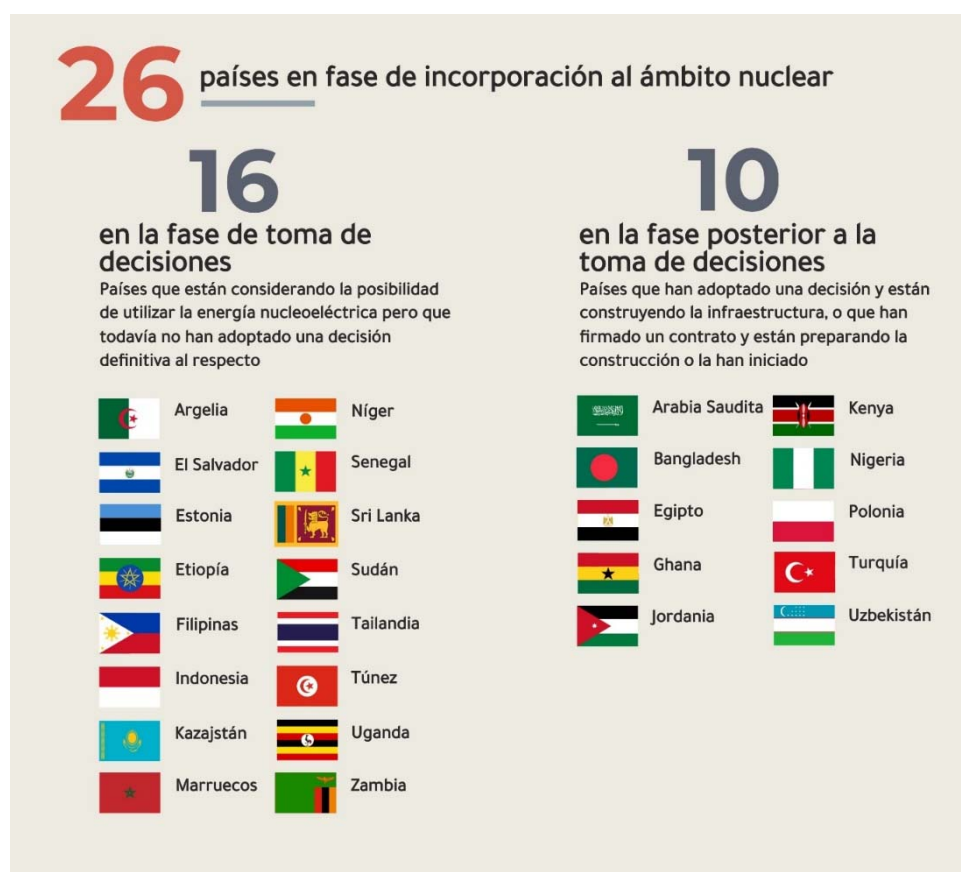 26 países en fase de incorporación al ámbito nuclear
16
en la fase de toma de
decisiones
Países que están considerando la posibilidad
de utilizar la energía nucleoeléctrica pero que
todavía no han adoptado una decisión
definitiva al respecto
Argelia
El Salvador
Estonia
Etiopía
Filipinas
Indonesia
Kazajstán
Marruecos
Níger
Senegal
Sri Lanka
Sudán
Tailandia
Túnez
Uganda
Zambia
10
en la fase posterior a la
toma de decisiones
Países que han adoptado una decisión y están
construyendo la infraestructura, o que han
firmado un contrato y están preparando la
construcción o la han iniciado
Arabia Saudita
Bangladesh
Egipto
Ghana
Jordania
Kenya
Nigeria
Polonia
Turquía
Uzbekistán